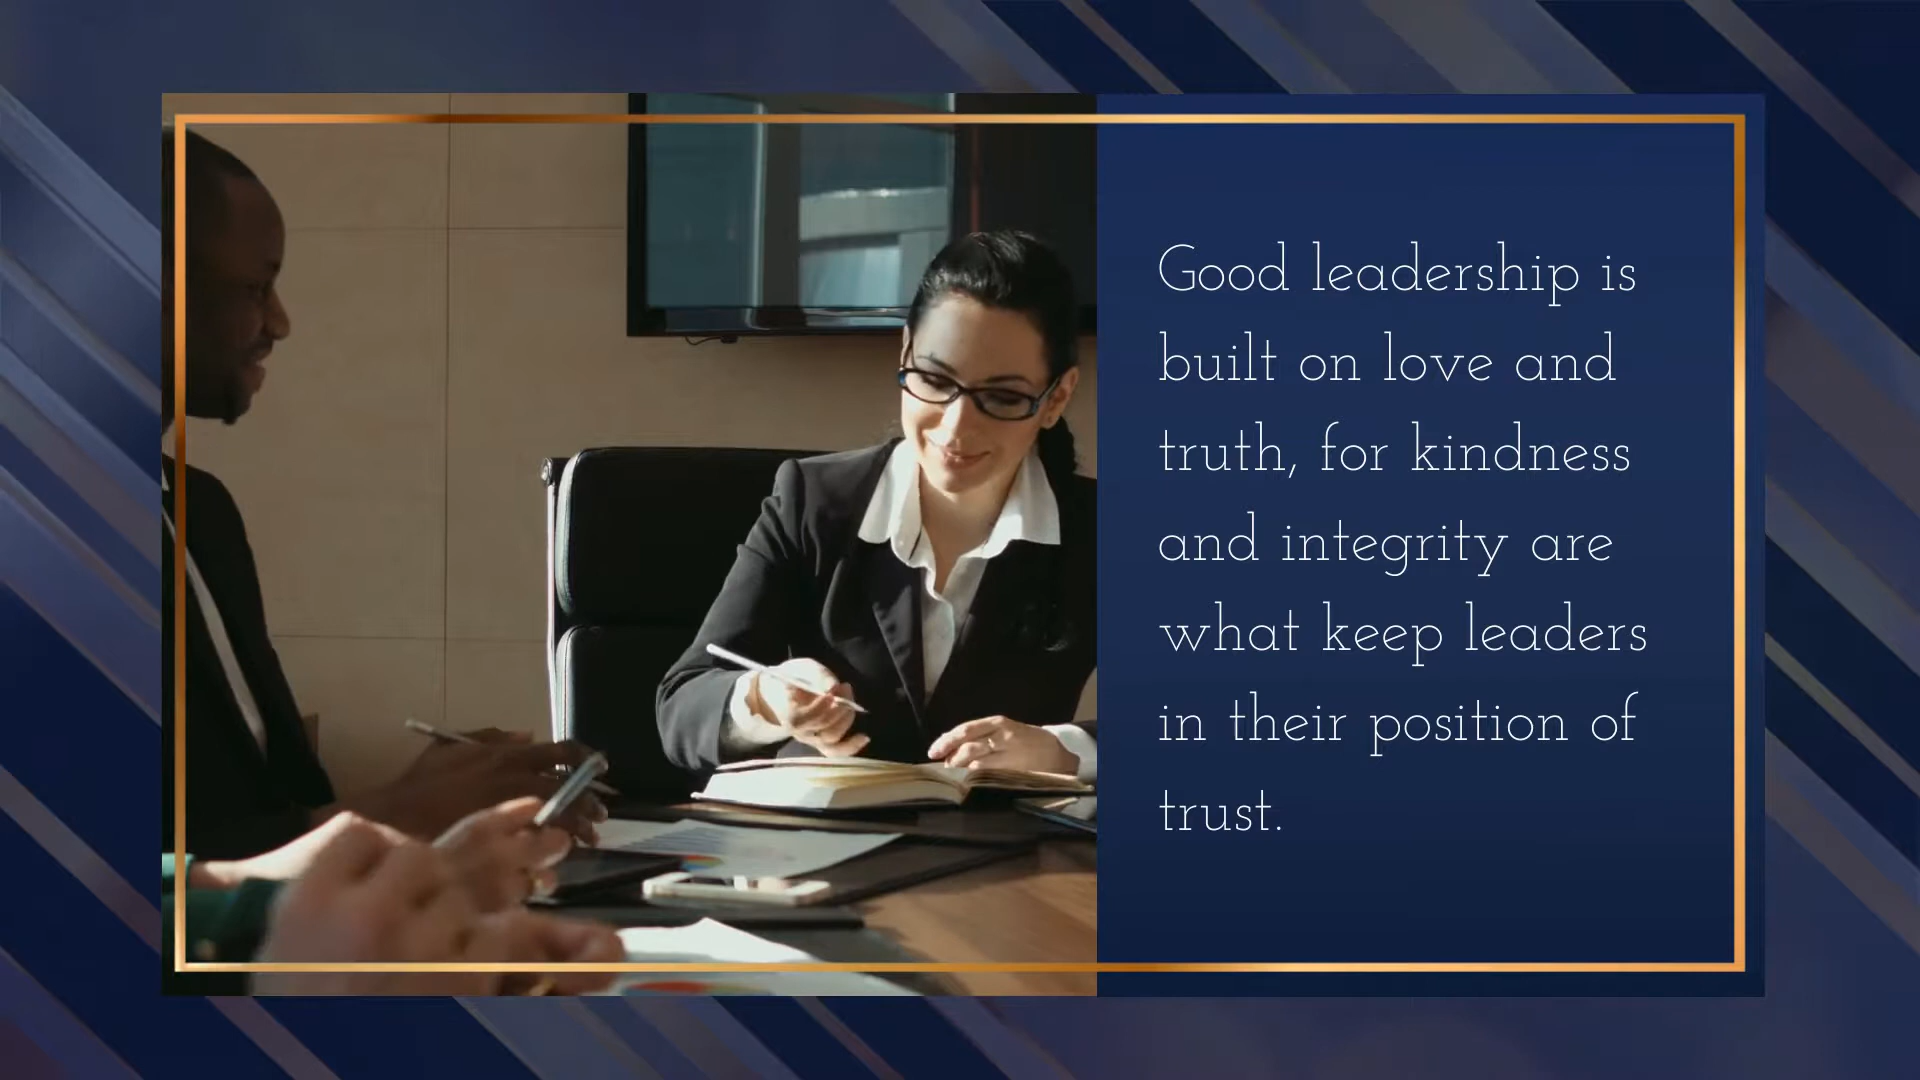 Good leadership is
built on love and
truth, for kindness
and integrity are
what keep leaders
in their position of
trust.